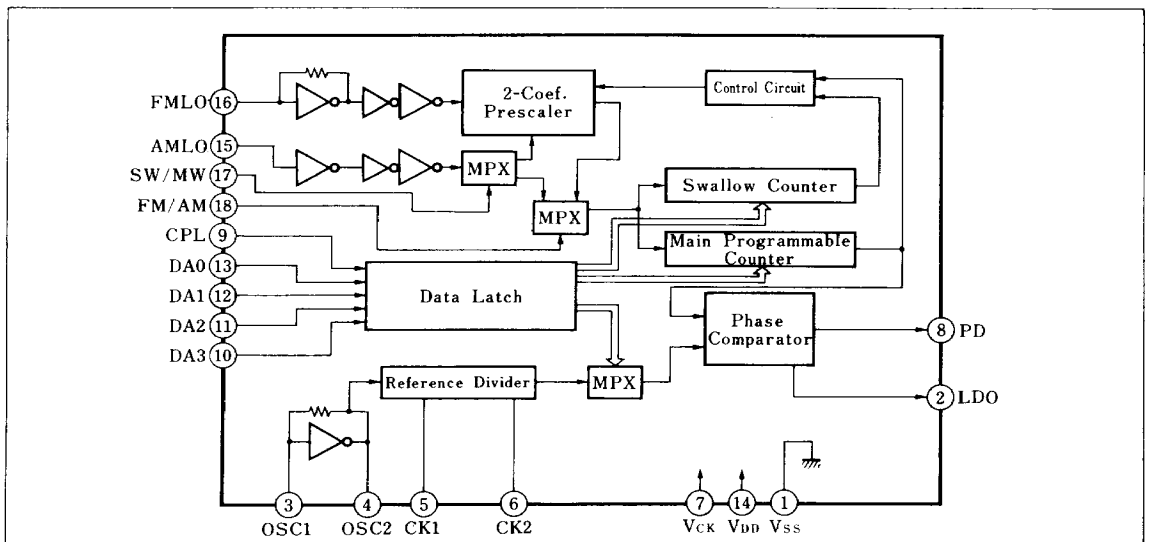 FMLO 16
AMLO 15
SW/MW 17
FM/AM 18
CPL 9
DA0 13
DA1 12
DA2 11
DA3 10
2-Coef.
Prescaler
Control Circuit
MPX
MPX
Swallow Counter
Main Programmable
Counter
Data Latch
Phase
Comparator
8 PD
2 LDO
Reference Divider
MPX
3
OSC1
4
OSC2
5
CK1
6
CK2
7
VCK
14
VDD
1
VSS